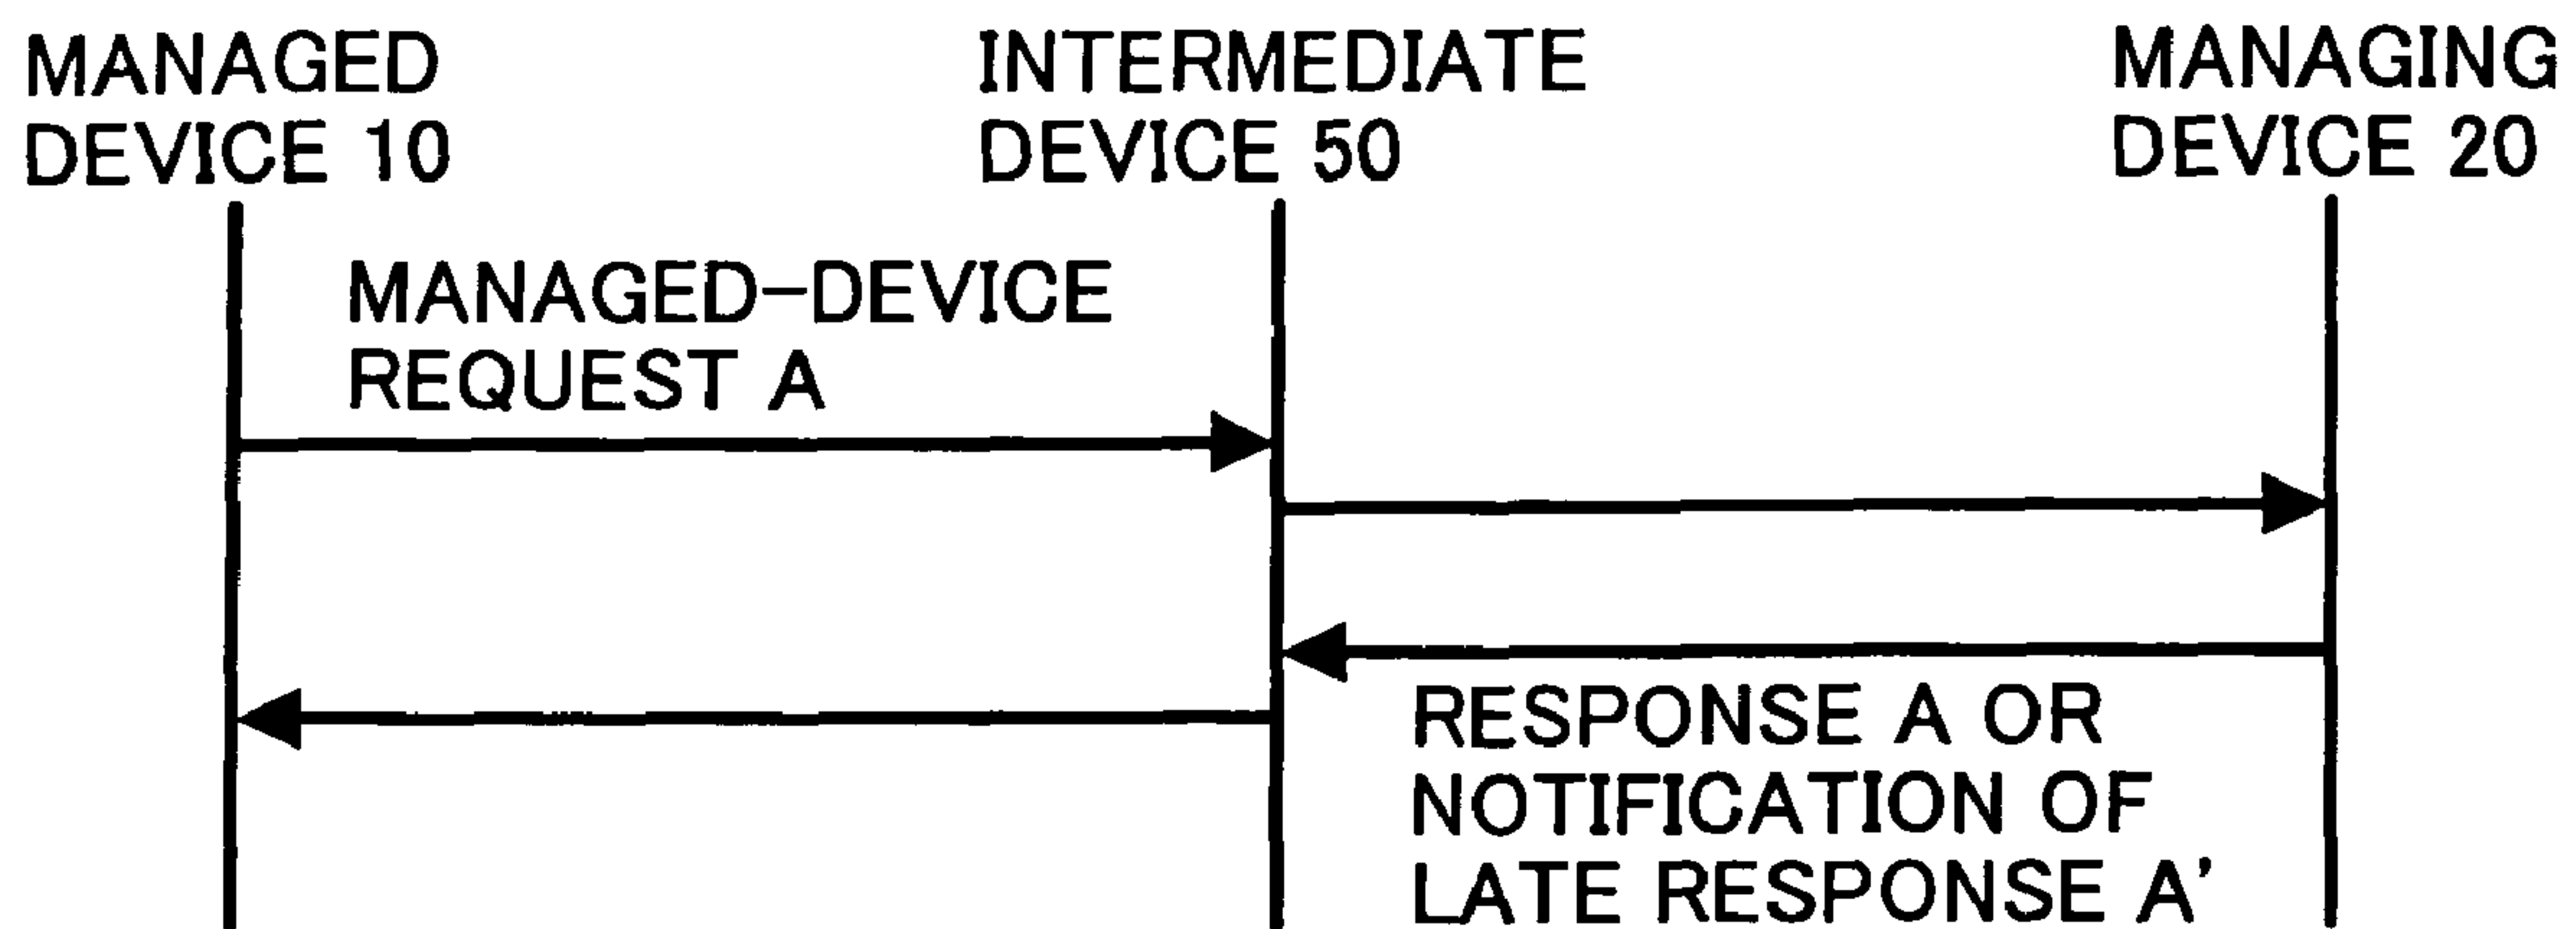 MANAGED
DEVICE 10
INTERMEDIATE
DEVICE 50
MANAGING
DEVICE 20
MANAGED-DEVICE
REQUEST A
RESPONSE A OR
NOTIFICATION OF
LATE RESPONSE A'